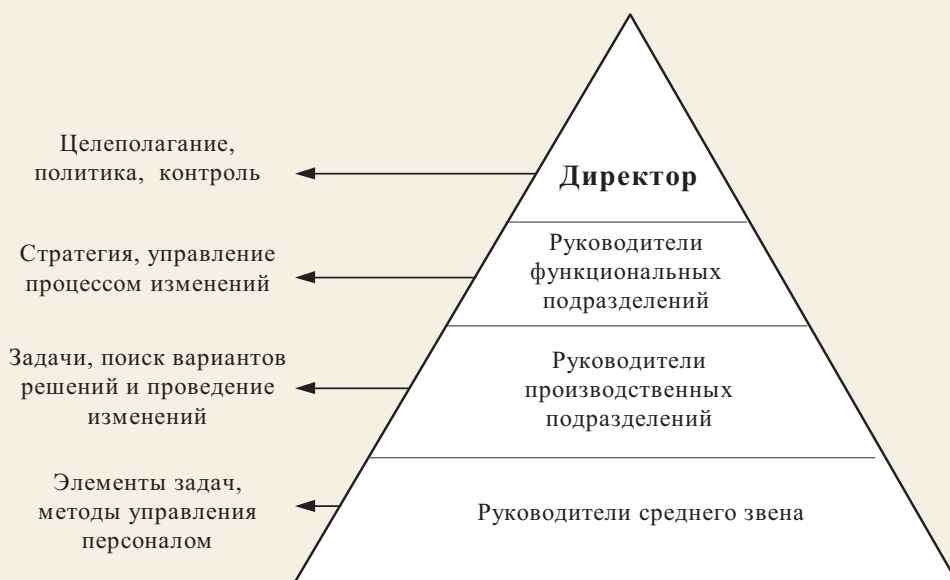 Целеполагание,
политика, контроль
Директор
Стратегия, управление
процессом изменений
Руководители
функциональных
подразделений
Задачи, поиск вариантов
решений и проведение
изменений
Руководители
производственных
подразделений
Элементы задач,
методы управления
персоналом
Руководители среднего звена